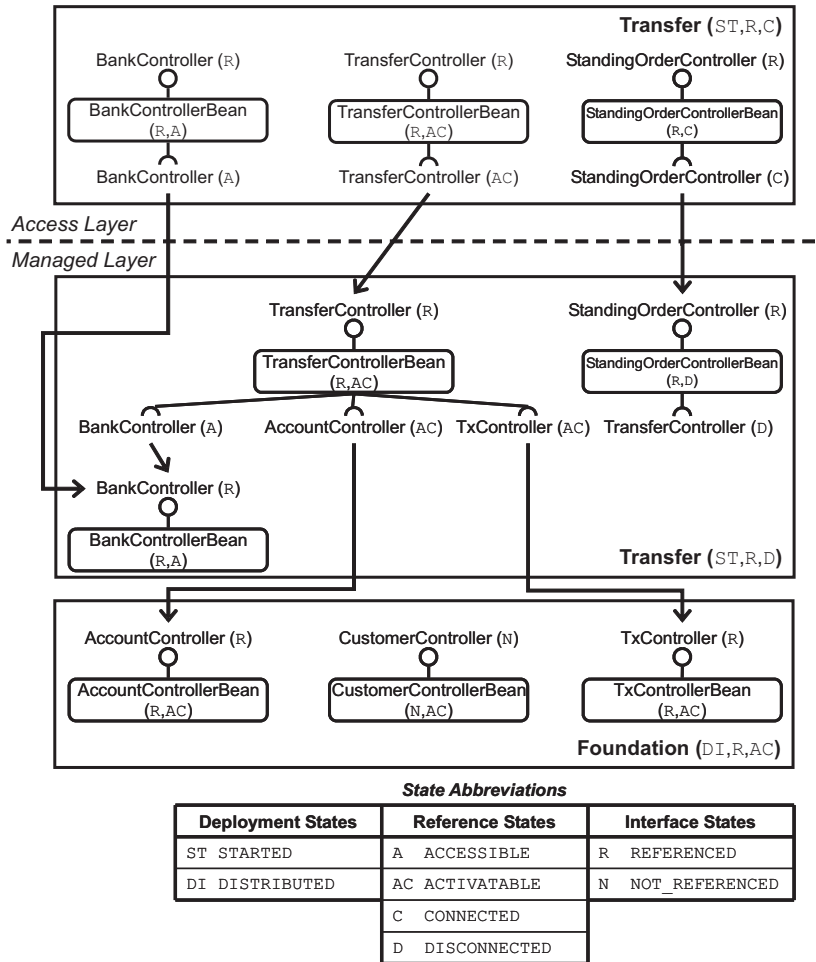 Transfer (ST,R,C)
BankController (R)
TransferController (R)
StandingOrderController (R)
BankControllerBean
(R,A)
TransferControllerBean
(R,AC)
StandingOrderControllerBean
(R,C)
BankController (A)
TransferController (AC)
StandingOrderController (C)
Access Layer
Managed Layer
TransferController (R)
StandingOrderController (R)
TransferControllerBean
(R,AC)
StandingOrderControllerBean
(R,D)
BankController (A)
AccountController (AC)
TxController (AC)
TransferController (D)
BankController (R)
BankControllerBean
(R,A)
Transfer (ST,R,D)
AccountController (R)
CustomerController (N)
TxController (R)
AccountControllerBean
(R,AC)
CustomerControllerBean
(N,AC)
TxControllerBean
(R,AC)
Foundation (DI,R,AC)
State Abbreviations
Deployment States
Reference States
Interface States
ST STARTED
A ACCESSIBLE
R REFERENCED
DI DISTRIBUTED
AC ACTIVATABLE
N NOT_REFERENCED
C CONNECTED
D DISCONNECTED